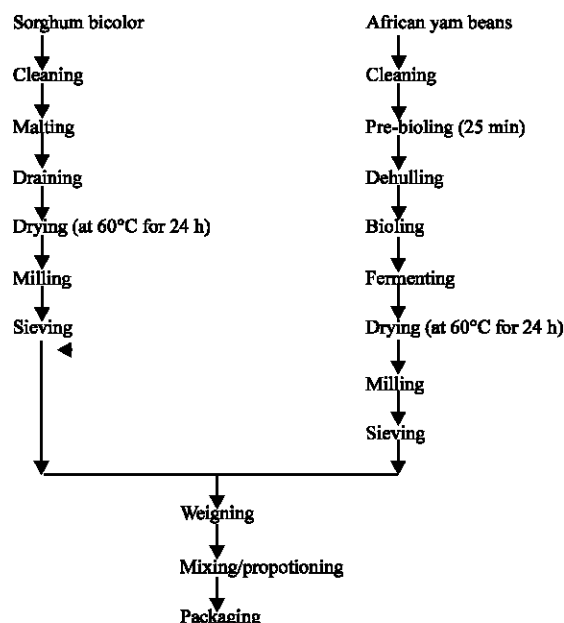 Sorghum bicolor
Cleaning
Malting
Draining
Drying (at 60°C for 24 h)
Milling
Sieving
African yam beans
Cleaning
Pre-bioling (25 min)
Dehulling
Bioling
Fermenting
Drying (at 60°C for 24 h)
Milling
Sieving
Weigning
Mixing/propotioning
Packaging